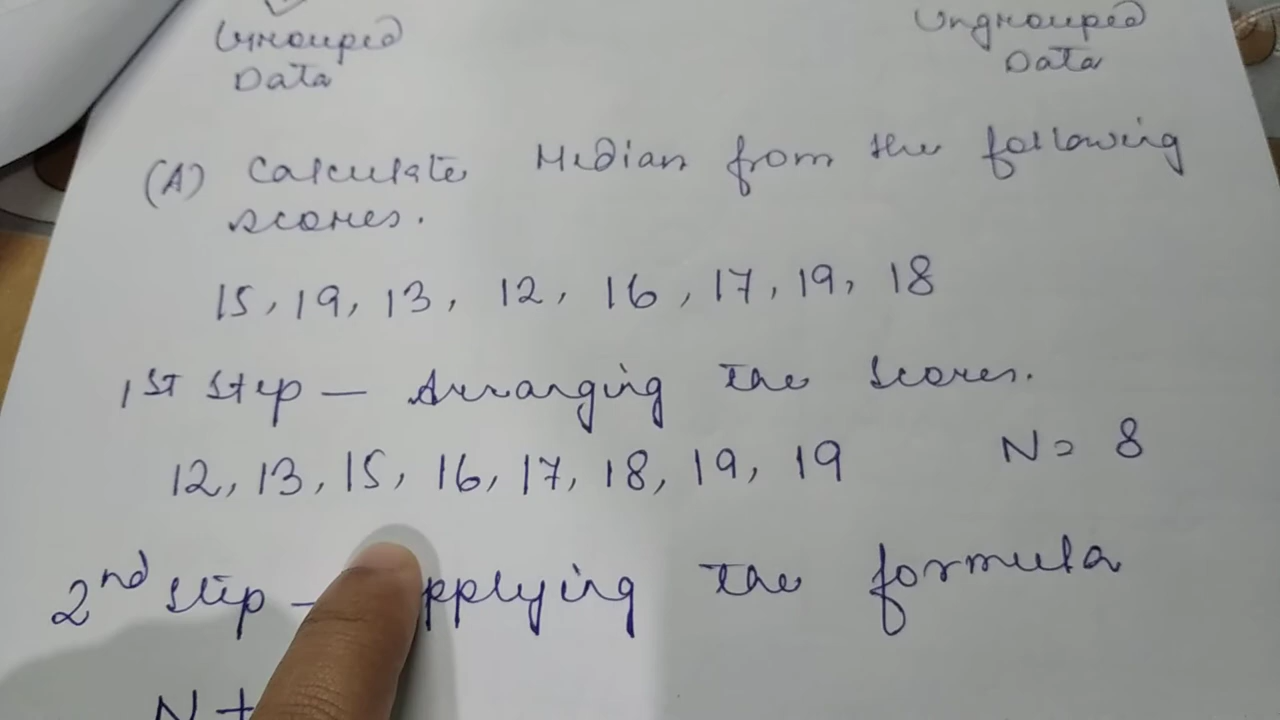 Grouped Ungrouped
Data Data
(A) Calculate Median from the following
scores.
15, 19, 13, 12, 16, 17, 19, 18
1st step — Arranging the scores.
12, 13, 15, 16, 17, 18, 19, 19 N = 8
2nd step – pplying the formula
N +